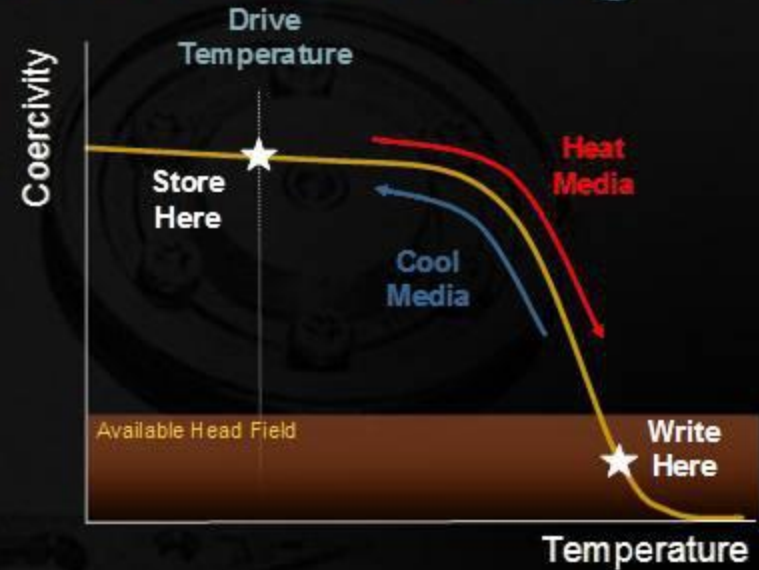 Drive
Temperature
Coercivity
Heat
Media
Store
Here
Cool
Media
Available Head Field
Write
Here
Temperature